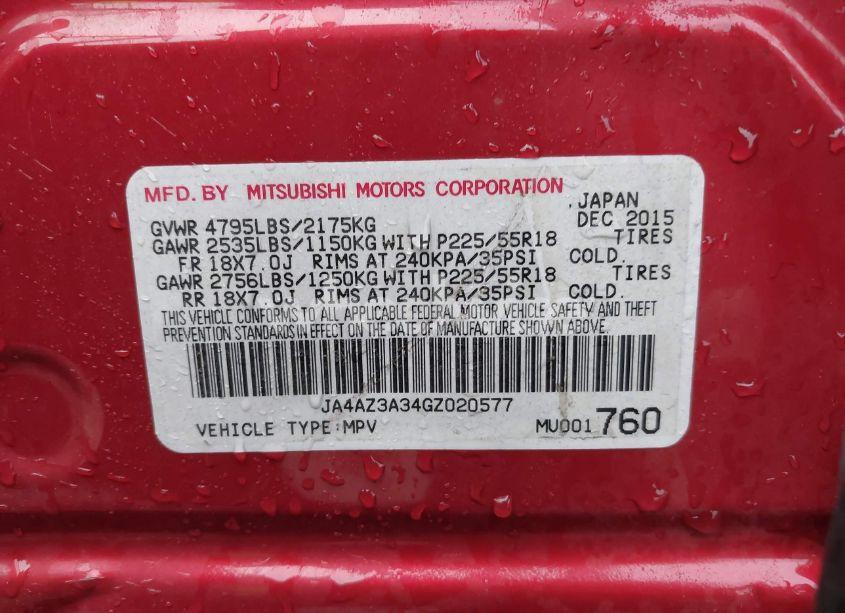 MFD. BY MITSUBISHI MOTORS CORPORATION , JAPAN
GVWR 4795LBS/2175KG DEC 2015
GAWR 2535LBS/1150KG WITH P225/55R18 TIRES
FR 18X7.0J RIMS AT 240KPA/35PSI COLD.
GAWR 2756LBS/1250KG WITH P225/55R18 TIRES
RR 18X7.0J RIMS AT 240KPA/35PSI COLD.
THIS VEHICLE CONFORMS TO ALL APPLICABLE FEDERAL MOTOR VEHICLE SAFETY AND THEFT
PREVENTION STANDARDS IN EFFECT ON THE DATE OF MANUFACTURE SHOWN ABOVE.
JA4AZ3A34GZ020577
VEHICLE TYPE:MPV MU001760